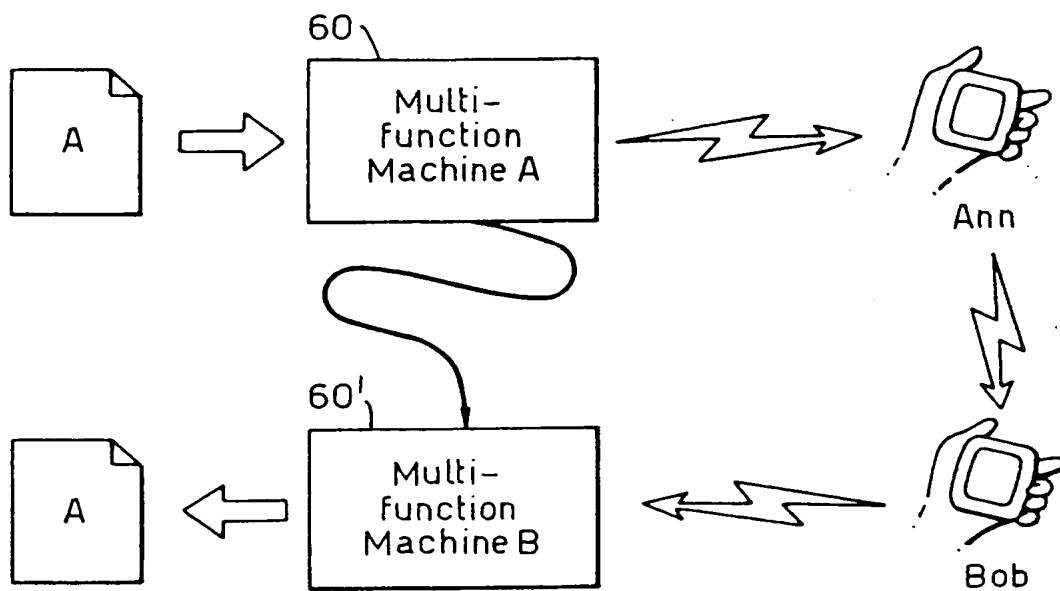 60
A
Multi-
function
Machine A
Ann
60'
A
Multi-
function
Machine B
Bob